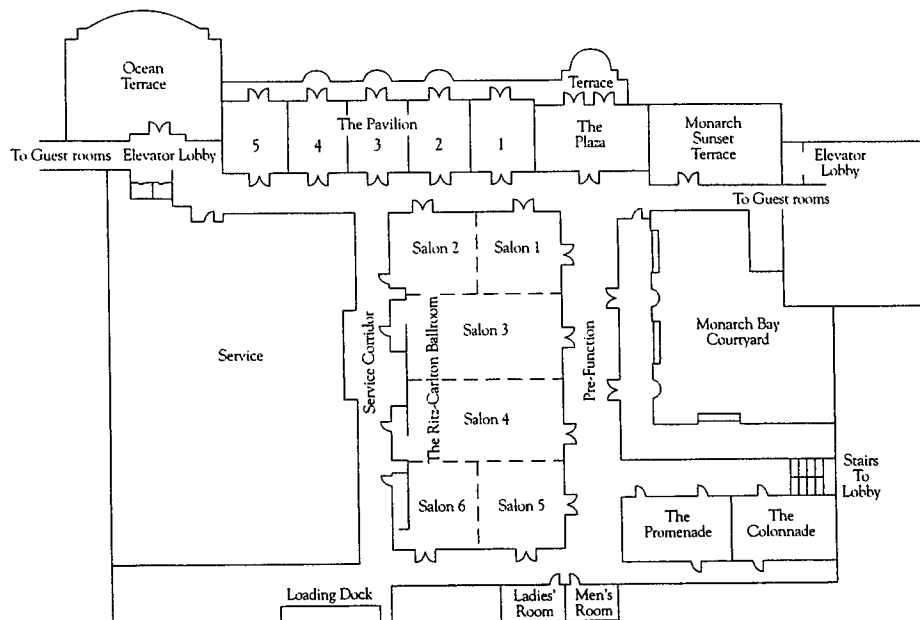 Ocean
Terrace
Terrace
The Pavilion
5
4
3
2
1
The
Plaza
Monarch
Sunset
Terrace
To Guest rooms
Elevator Lobby
Elevator
Lobby
To Guest rooms
Salon 2
Salon 1
Service
Service Corridor
The Ritz-Carlton Ballroom
Salon 3
Pre-Function
Monarch Bay
Courtyard
Salon 4
Salon 6
Salon 5
Stairs
To
Lobby
The
Promenade
The
Colonnade
Loading Dock
Ladies'
Room
Men's
Room